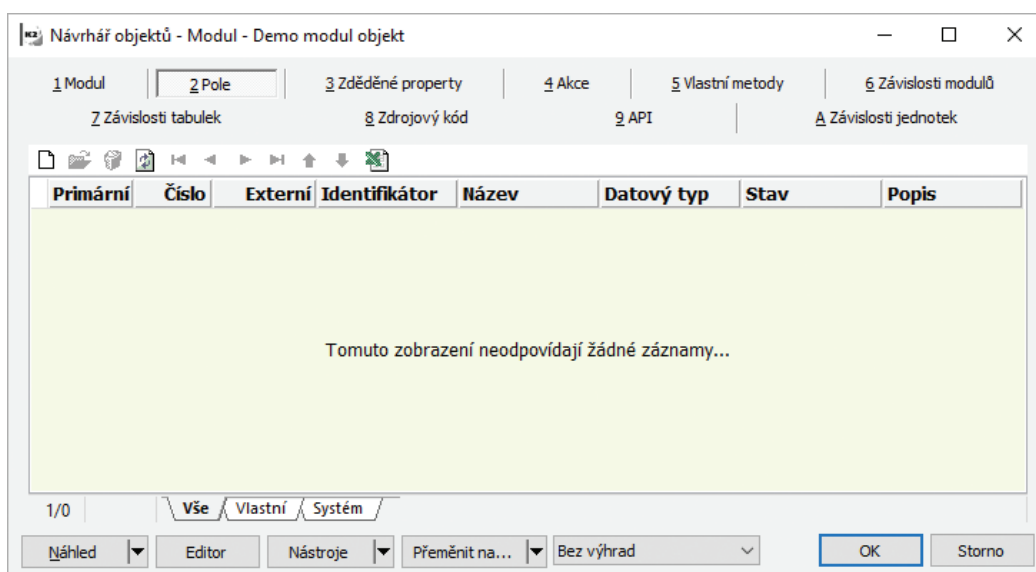 K2 Návrhář objektů - Modul - Demo modul objekt
1 Modul 2 Pole 3 Zděděné property 4 Akce 5 Vlastní metody 6 Závislosti modulů
7 Závislosti tabulek 8 Zdrojový kód 9 API A Závislosti jednotek
Primární Číslo Externí Identifikátor Název Datový typ Stav Popis
Tomuto zobrazení neodpovídají žádné záznamy...
1/0 Vše Vlastní Systém
Náhled Editor Nástroje Přeměnit na... Bez výhrad OK Storno